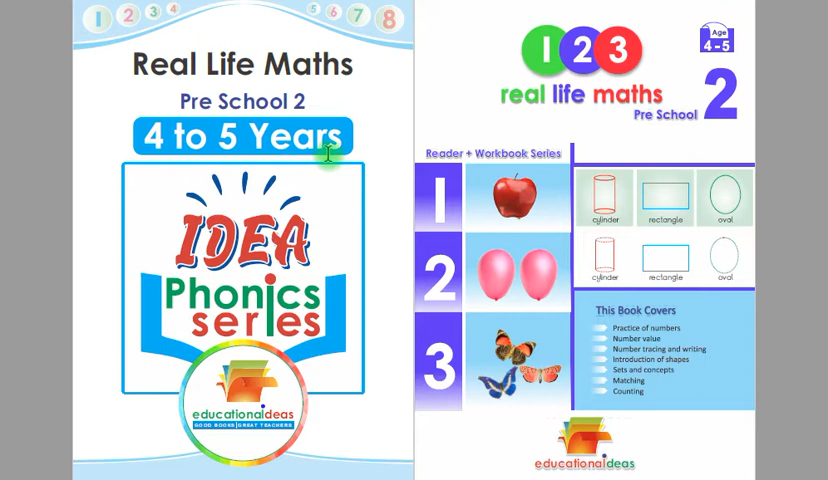 1 2 3 4 5 6 7 8
Real Life Maths
Pre School 2
4 to 5 Years
IDEA
Phonics
series
educationalideas
GOOD BOOKS|GREAT TEACHERS
Age
4 - 5
1 2 3
real life maths
Pre School
2
Reader + Workbook Series
1
2
3
cylinder rectangle oval
cylinder rectangle oval
This Book Covers
Practice of numbers
Number value
Number tracing and writing
Introduction of shapes
Sets and concepts
Matching
Counting
educationalideas